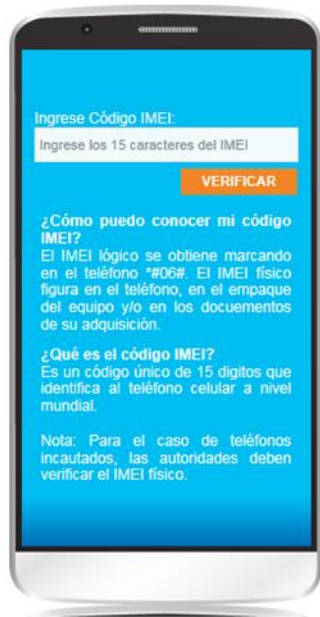 Ingrese Código IMEI:
Ingrese los 15 caracteres del IMEI
VERIFICAR
¿Cómo puedo conocer mi código
IMEI?
El IMEI lógico se obtiene marcando
en el teléfono *#06#. El IMEI físico
figura en el teléfono, en el empaque
del equipo y/o en los docuementos
de su adquisición.
¿Qué es el código IMEI?
Es un código único de 15 digitos que
identifica al teléfono celular a nivel
mundial.
Nota: Para el caso de teléfonos
incautados, las autoridades deben
verificar el IMEI físico.